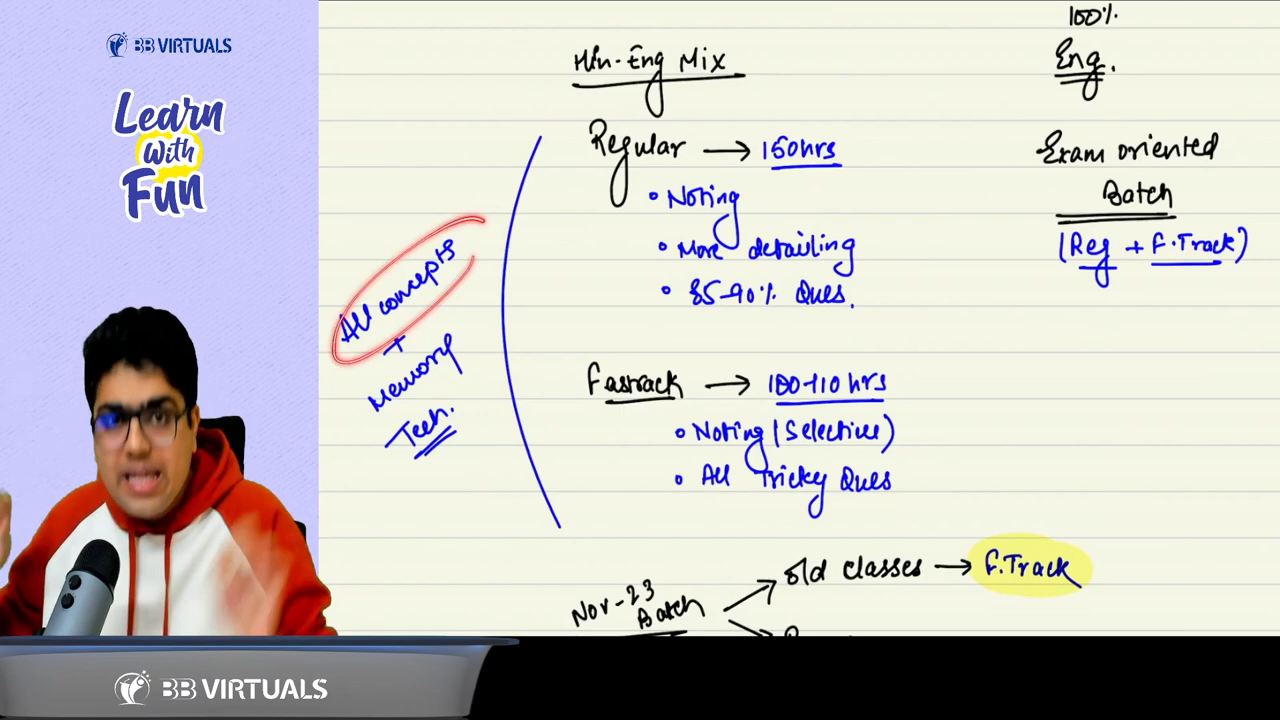 BB VIRTUALS
Learn
With
Fun
Hin-Eng Mix
Regular → 150hrs
• Noting
• More detailing
• 85-90% Ques.
Fastrack → 100-110 hrs
• Noting (Selective)
• All Tricky Ques
All concepts
+
Memory
Tech.
100%
Eng.
Exam oriented
Batch
(Reg + F.Track)
Nov-23
Batch
old classes → F.Track
BB VIRTUALS